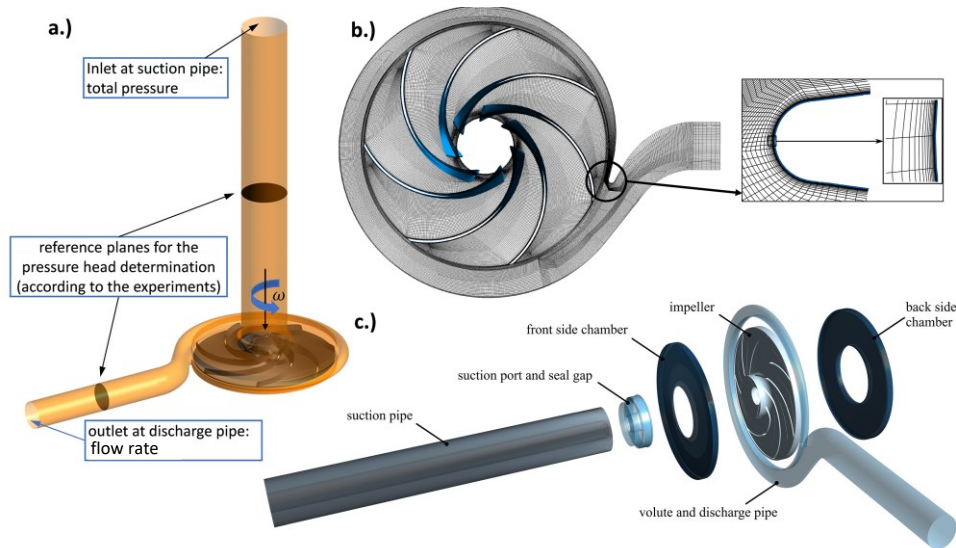 a.)
Inlet at suction pipe:
total pressure
reference planes for the
pressure head determination
(according to the experiments)
ω
outlet at discharge pipe:
flow rate
b.)
c.)
impeller
back side
chamber
front side chamber
suction port and seal gap
suction pipe
volute and discharge pipe